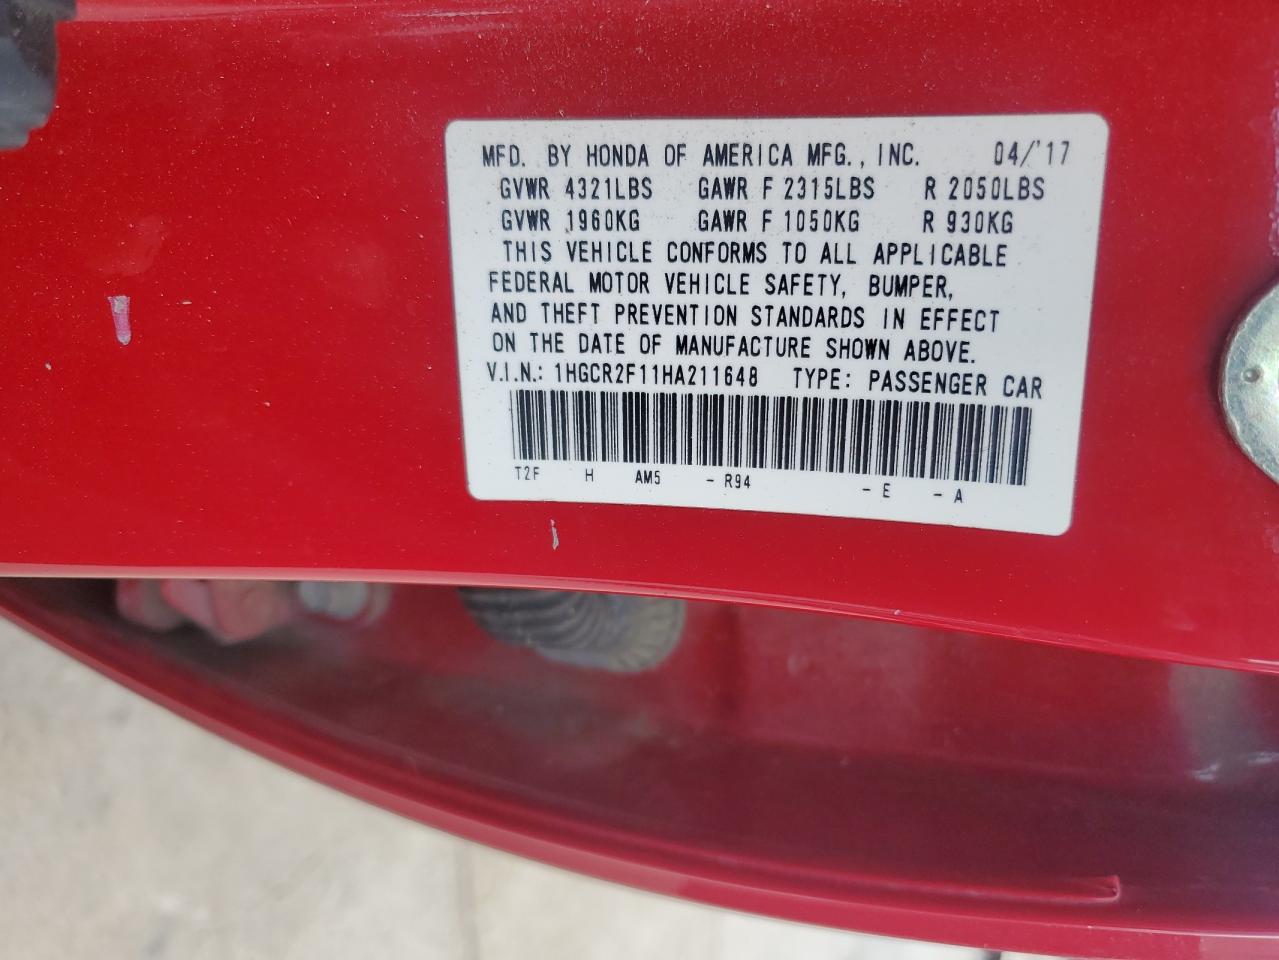 MFD. BY HONDA OF AMERICA MFG., INC. 04/'17
GVWR 4321LBS GAWR F 2315LBS R 2050LBS
GVWR 1960KG GAWR F 1050KG R 930KG
THIS VEHICLE CONFORMS TO ALL APPLICABLE
FEDERAL MOTOR VEHICLE SAFETY, BUMPER,
AND THEFT PREVENTION STANDARDS IN EFFECT
ON THE DATE OF MANUFACTURE SHOWN ABOVE.
V.I.N.: 1HGCR2F11HA211648 TYPE: PASSENGER CAR
T2F H AM5 - R94 - E - A